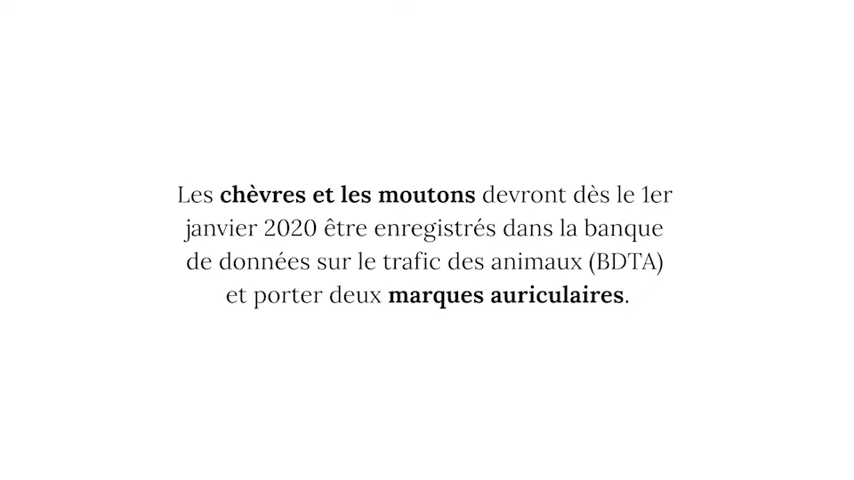 Les chèvres et les moutons devront dès le 1er
janvier 2020 être enregistrés dans la banque
de données sur le trafic des animaux (BDTA)
et porter deux marques auriculaires.